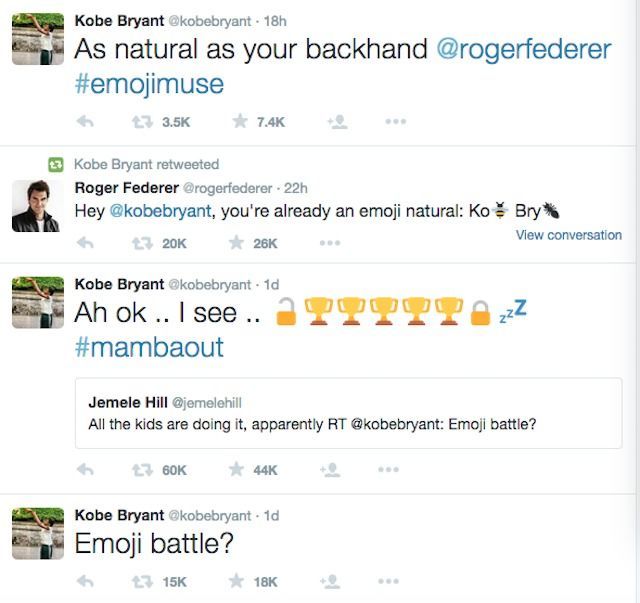 Kobe Bryant @kobebryant · 18h
As natural as your backhand @rogerfederer
#emojimuse
3.5K 7.4K
Kobe Bryant retweeted
Roger Federer @rogerfederer · 22h
Hey @kobebryant, you're already an emoji natural: Ko🐝 Bry🐜
View conversation
20K 26K
Kobe Bryant @kobebryant · 1d
Ah ok .. I see .. 🔓🏆🏆🏆🏆🏆🔒💤
#mambaout
Jemele Hill @jemelehill
All the kids are doing it, apparently RT @kobebryant: Emoji battle?
60K 44K
Kobe Bryant @kobebryant · 1d
Emoji battle?
15K 18K